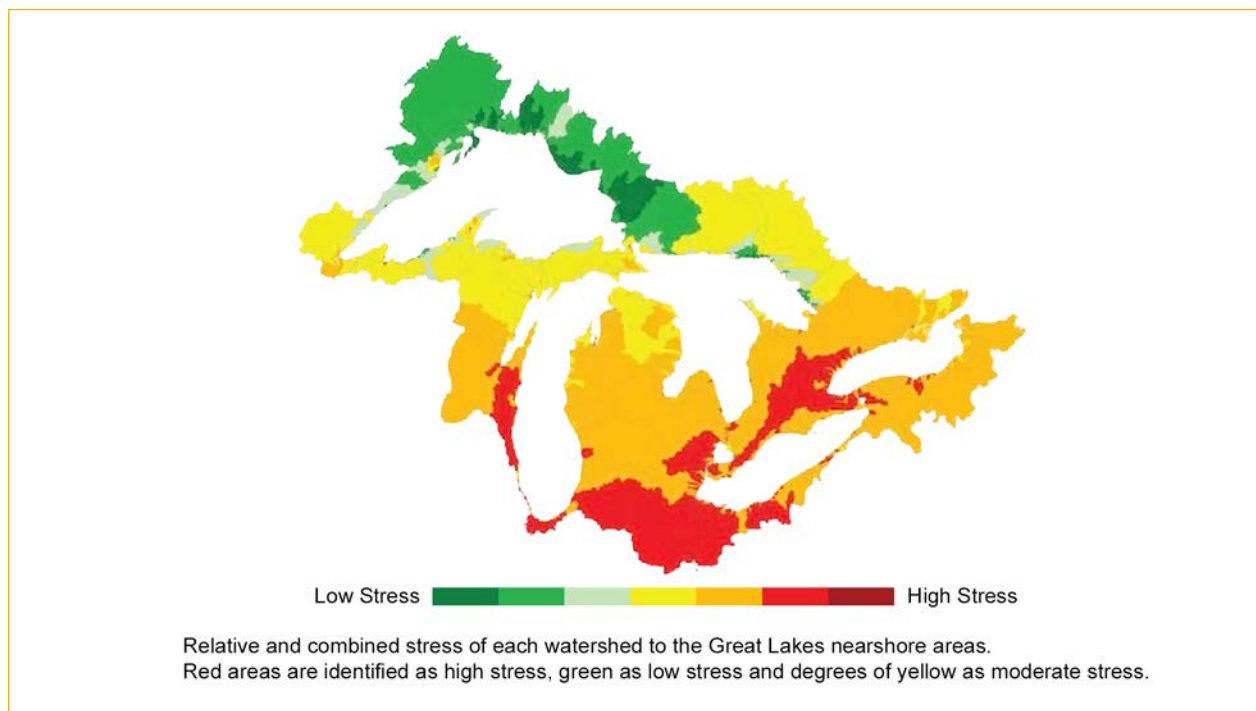 Low Stress High Stress
Relative and combined stress of each watershed to the Great Lakes nearshore areas.
Red areas are identified as high stress, green as low stress and degrees of yellow as moderate stress.